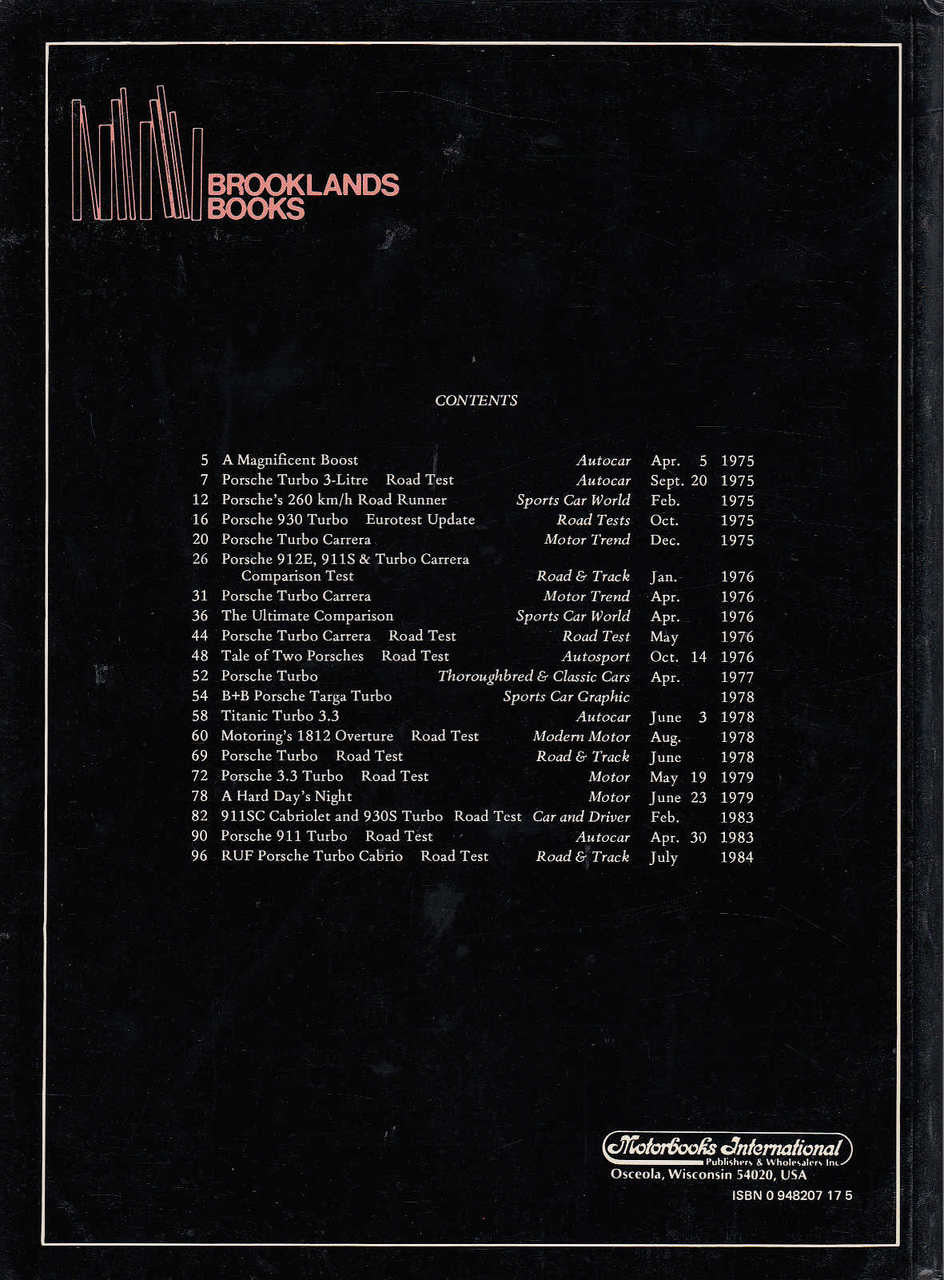 BROOKLANDS
BOOKS
CONTENTS
5 A Magnificent Boost Autocar Apr. 5 1975
7 Porsche Turbo 3-Litre Road Test Autocar Sept. 20 1975
12 Porsche's 260 km/h Road Runner Sports Car World Feb. 1975
16 Porsche 930 Turbo Eurotest Update Road Tests Oct. 1975
20 Porsche Turbo Carrera Motor Trend Dec. 1975
26 Porsche 912E, 911S & Turbo Carrera
Comparison Test Road & Track Jan. 1976
31 Porsche Turbo Carrera Motor Trend Apr. 1976
36 The Ultimate Comparison Sports Car World Apr. 1976
44 Porsche Turbo Carrera Road Test Road Test May 1976
48 Tale of Two Porsches Road Test Autosport Oct. 14 1976
52 Porsche Turbo Thoroughbred & Classic Cars Apr. 1977
54 B+B Porsche Targa Turbo Sports Car Graphic 1978
58 Titanic Turbo 3.3 Autocar June 3 1978
60 Motoring's 1812 Overture Road Test Modern Motor Aug. 1978
69 Porsche Turbo Road Test Road & Track June 1978
72 Porsche 3.3 Turbo Road Test Motor May 19 1979
78 A Hard Day's Night Motor June 23 1979
82 911SC Cabriolet and 930S Turbo Road Test Car and Driver Feb. 1983
90 Porsche 911 Turbo Road Test Autocar Apr. 30 1983
96 RUF Porsche Turbo Cabrio Road Test Road & Track July 1984
Motorbooks International
Publishers & Wholesalers Inc.
Osceola, Wisconsin 54020, USA
ISBN 0 948207 17 5